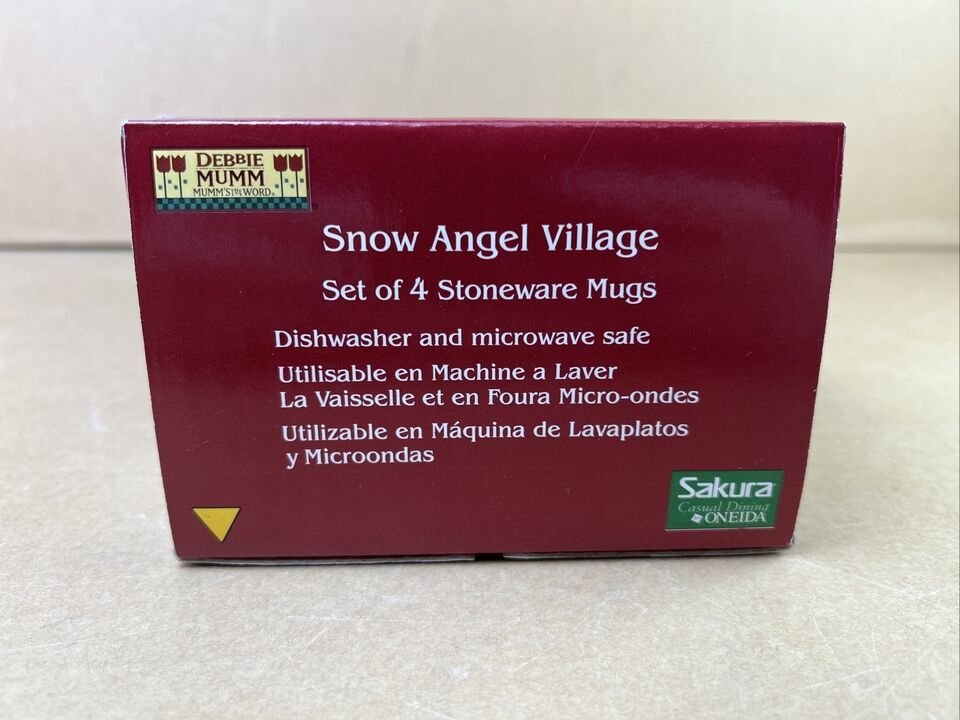 DEBBIE
MUMM
MUMM'S THE WORD®
Snow Angel Village
Set of 4 Stoneware Mugs
Dishwasher and microwave safe
Utilisable en Machine a Laver
La Vaisselle et en Foura Micro-ondes
Utilizable en Máquina de Lavaplatos
y Microondas
Sakura
Casual Dining
ONEIDA